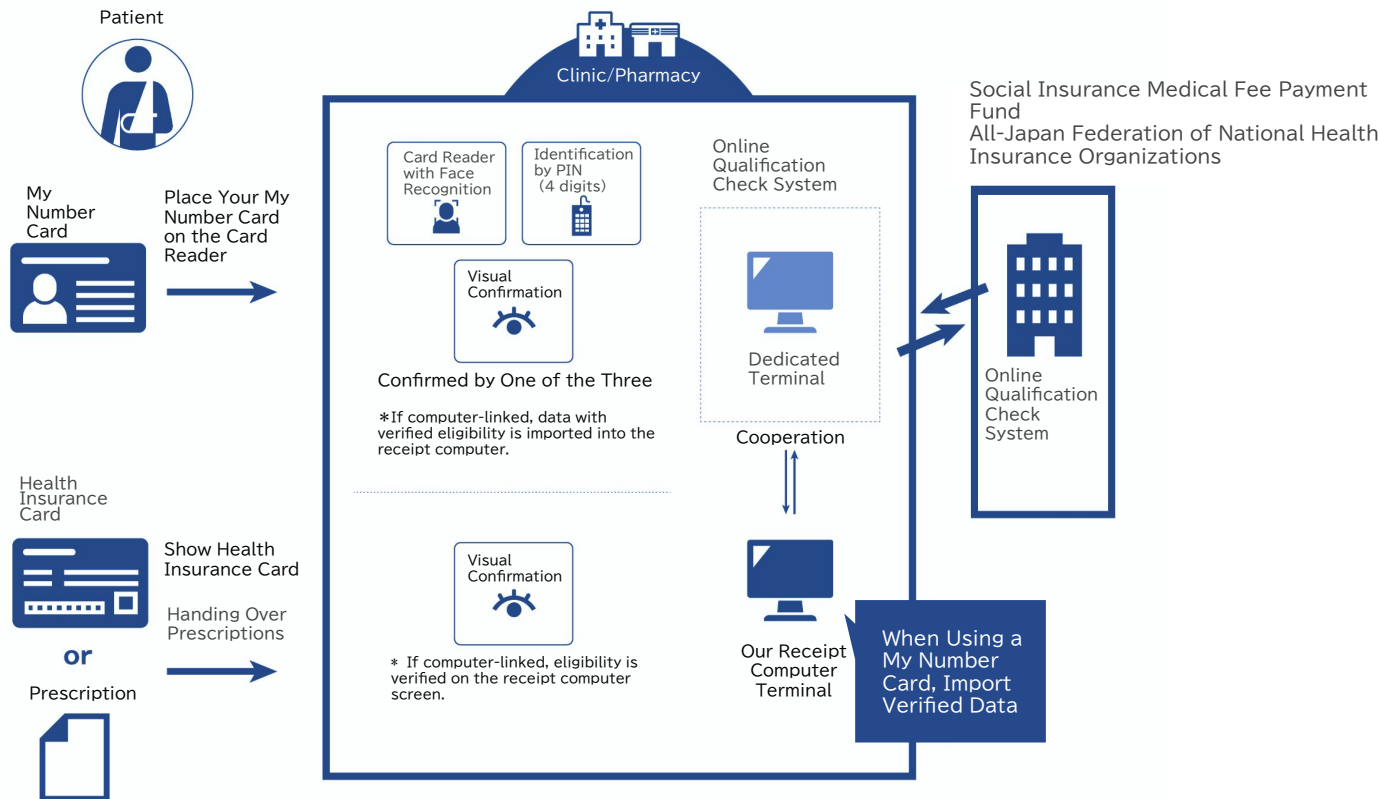 Patient
Clinic/Pharmacy
My
Number
Card
Place Your My
Number Card
on the Card
Reader
Card Reader
with Face
Recognition
Identification
by PIN
(4 digits)
Visual
Confirmation
Confirmed by One of the Three
*If computer-linked, data with
verified eligibility is imported into the
receipt computer.
Online
Qualification
Check System
Dedicated
Terminal
Cooperation
Social Insurance Medical Fee Payment
Fund
All-Japan Federation of National Health
Insurance Organizations
Online
Qualification
Check
System
Health
Insurance
Card
Show Health
Insurance Card
Handing Over
Prescriptions
or
Prescription
Visual
Confirmation
* If computer-linked, eligibility is
verified on the receipt computer
screen.
Our Receipt
Computer
Terminal
When Using a
My Number
Card, Import
Verified Data